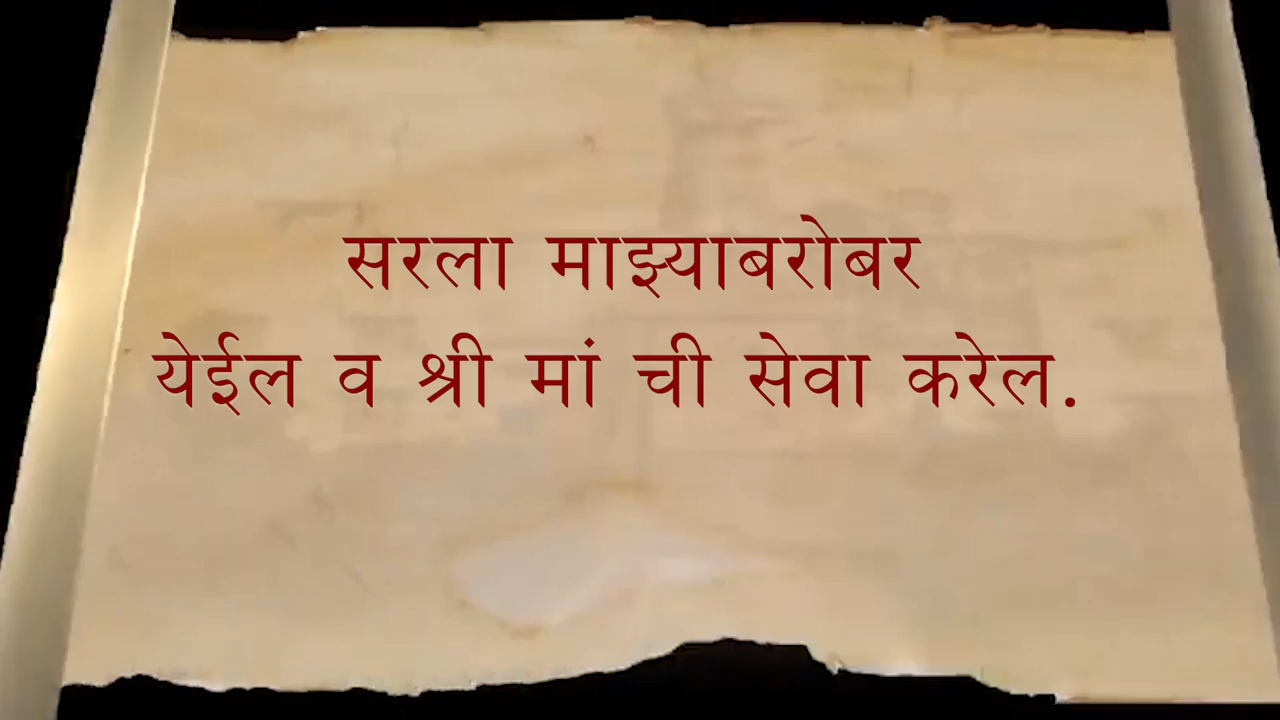 सरला माझ्याबरोबर
येईल व श्री मां ची सेवा करेल.